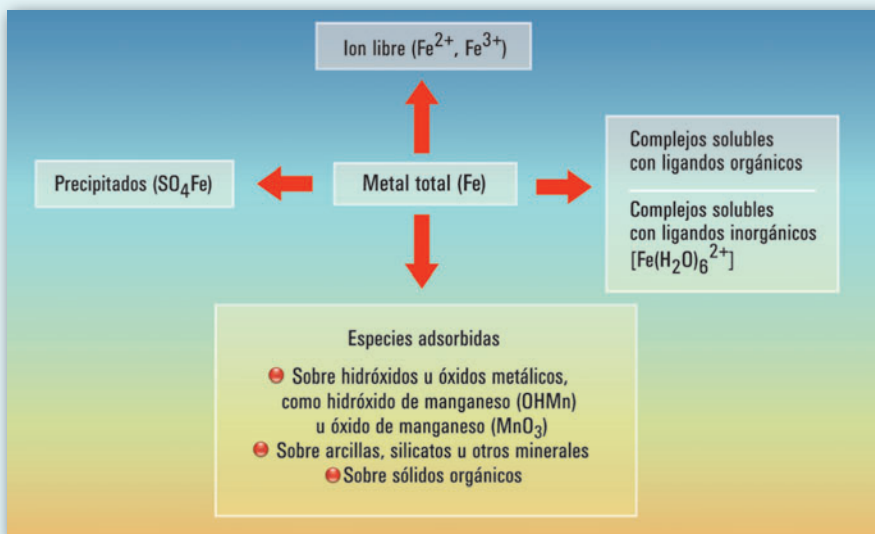 Ion libre (Fe²⁺, Fe³⁺)
Precipitados (SO₄Fe)
Metal total (Fe)
Complejos solubles
con ligandos orgánicos
Complejos solubles
con ligandos inorgánicos
[Fe(H₂O)₆²⁺]
Especies adsorbidas
Sobre hidróxidos u óxidos metálicos,
como hidróxido de manganeso (OHMn)
u óxido de manganeso (MnO₃)
Sobre arcillas, silicatos u otros minerales
Sobre sólidos orgánicos